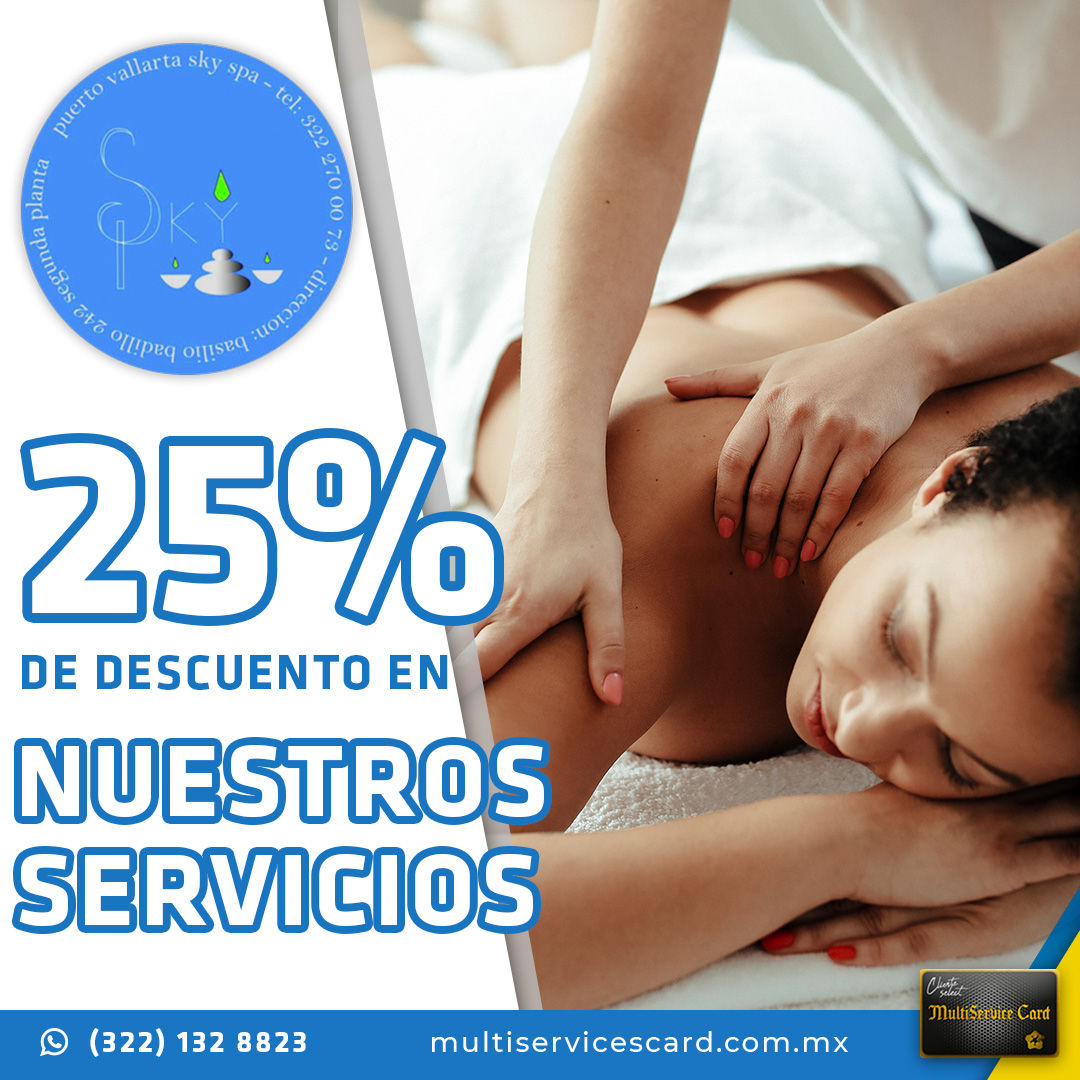 puerto vallarta sky spa - tel: 322 270 00 73 - direccion: basilio badillo 242 segunda planta
SKY
25%
DE DESCUENTO EN
NUESTROS
SERVICIOS
Cliente
select
MultiService Card
(322) 132 8823
multiservicescard.com.mx